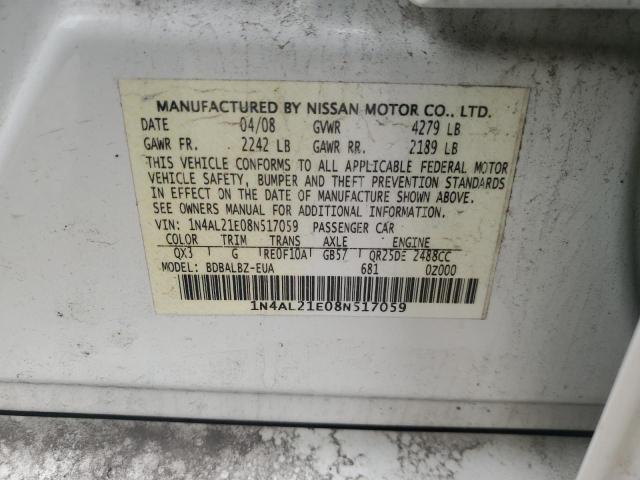 MANUFACTURED BY NISSAN MOTOR CO., LTD.
DATE 04/08 GVWR 4279 LB
GAWR FR. 2242 LB GAWR RR. 2189 LB
THIS VEHICLE CONFORMS TO ALL APPLICABLE FEDERAL MOTOR
VEHICLE SAFETY, BUMPER AND THEFT PREVENTION STANDARDS
IN EFFECT ON THE DATE OF MANUFACTURE SHOWN ABOVE.
SEE OWNERS MANUAL FOR ADDITIONAL INFORMATION.
VIN: 1N4AL21E08N517059 PASSENGER CAR
COLOR TRIM TRANS AXLE ENGINE
QX3 G RE0F10A GB57 QR25DE 2488CC
MODEL: BDBALBZ-EUA 681 0Z000
1N4AL21E08N517059